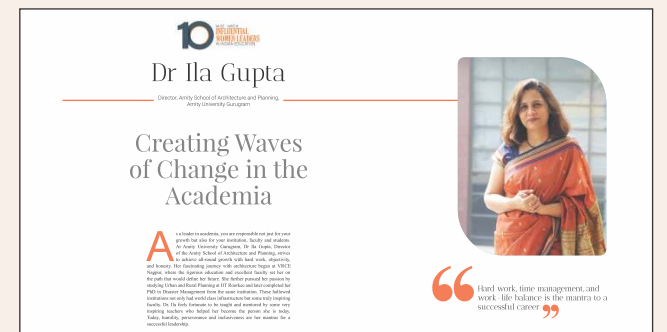 10 MOST
INFLUENTIAL
WOMEN LEADERS
IN HIGHER EDUCATION
Dr Ila Gupta
Director, Amity School of Architecture and Planning,
Amity University Gurugram
Creating Waves
of Change in the
Academia
As a leader in academia, you are responsible not just for your
growth but also for your institution, faculty and students.
At Amity University Gurugram, Dr Ila Gupta, Director
of the Amity School of Architecture and Planning, strives
to achieve all-round growth with hard work, objectivity,
and honesty. Her fascinating journey with architecture began at VRCE
Nagpur, where the rigorous education and excellent faculty set her on
the path that would define her future. She further pursued her passion by
studying Urban and Rural Planning at IIT Roorkee and later completed her
PhD in Disaster Management from the same institution. These hallowed
institutions not only had world class infrastructure but some truly inspiring
faculty. Dr. Ila feels fortunate to be taught and mentored by some very
inspiring teachers who helped her become the person she is today.
Today, humility, perseverance and inclusiveness are her mantras for a
successful leadership.
“Hard work, time management, and
work-life balance is the mantra to a
successful career”